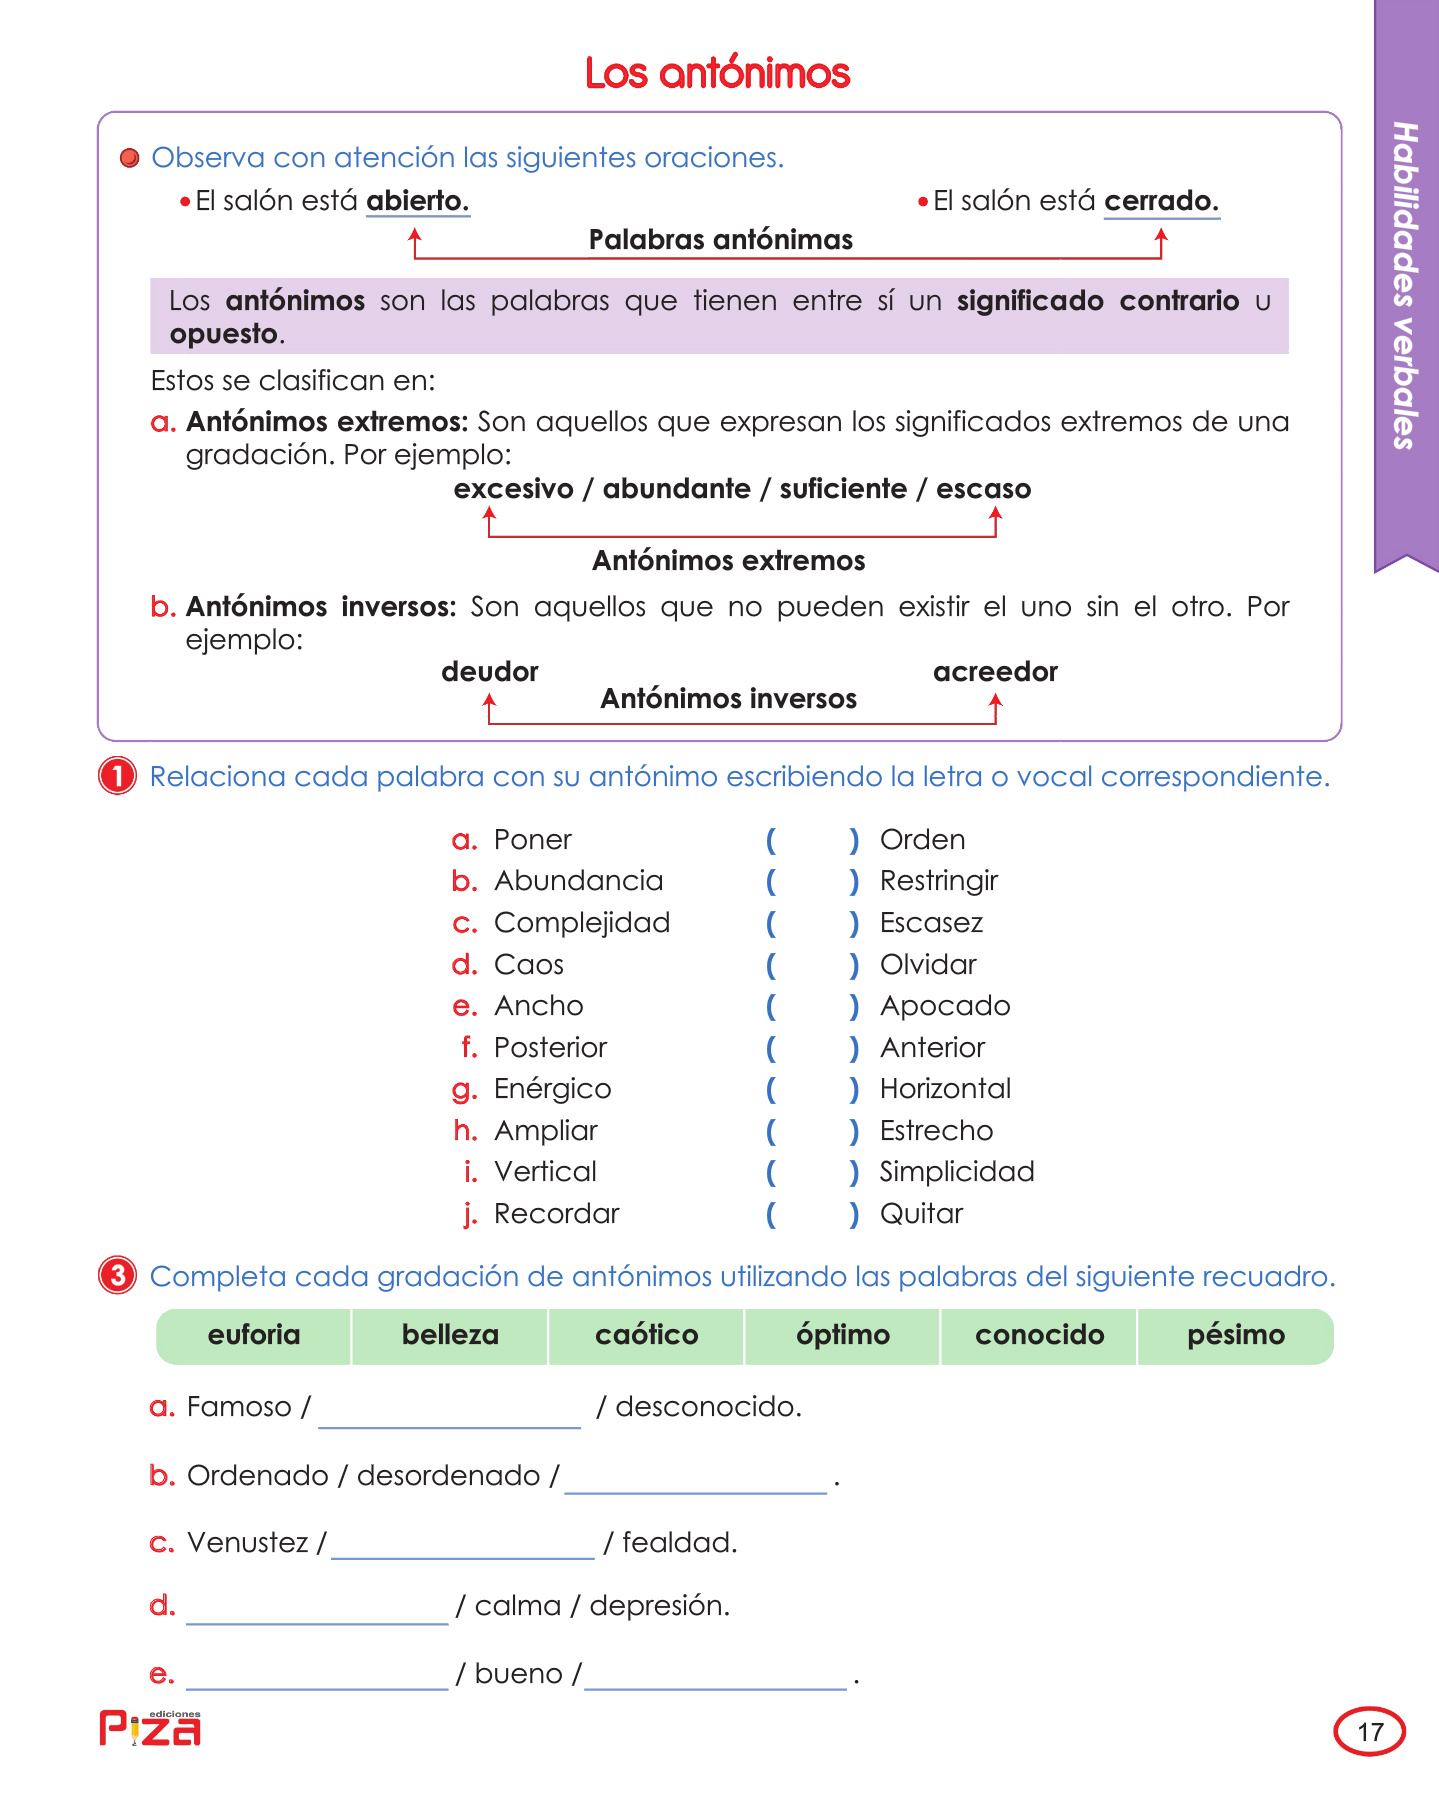 Los antónimos
Habilidades verbales
Observa con atención las siguientes oraciones.
• El salón está abierto. • El salón está cerrado.
Palabras antónimas
Los antónimos son las palabras que tienen entre sí un significado contrario u
opuesto.
Estos se clasifican en:
a. Antónimos extremos: Son aquellos que expresan los significados extremos de una
gradación. Por ejemplo:
excesivo / abundante / suficiente / escaso
Antónimos extremos
b. Antónimos inversos: Son aquellos que no pueden existir el uno sin el otro. Por
ejemplo:
deudor acreedor
Antónimos inversos
1 Relaciona cada palabra con su antónimo escribiendo la letra o vocal correspondiente.
a. Poner ( ) Orden
b. Abundancia ( ) Restringir
c. Complejidad ( ) Escasez
d. Caos ( ) Olvidar
e. Ancho ( ) Apocado
f. Posterior ( ) Anterior
g. Enérgico ( ) Horizontal
h. Ampliar ( ) Estrecho
i. Vertical ( ) Simplicidad
j. Recordar ( ) Quitar
3 Completa cada gradación de antónimos utilizando las palabras del siguiente recuadro.
euforia belleza caótico óptimo conocido pésimo
a. Famoso / ____________ / desconocido.
b. Ordenado / desordenado / ____________ .
c. Venustez / ____________ / fealdad.
d. ____________ / calma / depresión.
e. ____________ / bueno / ____________ .
ediciones
Piza
17